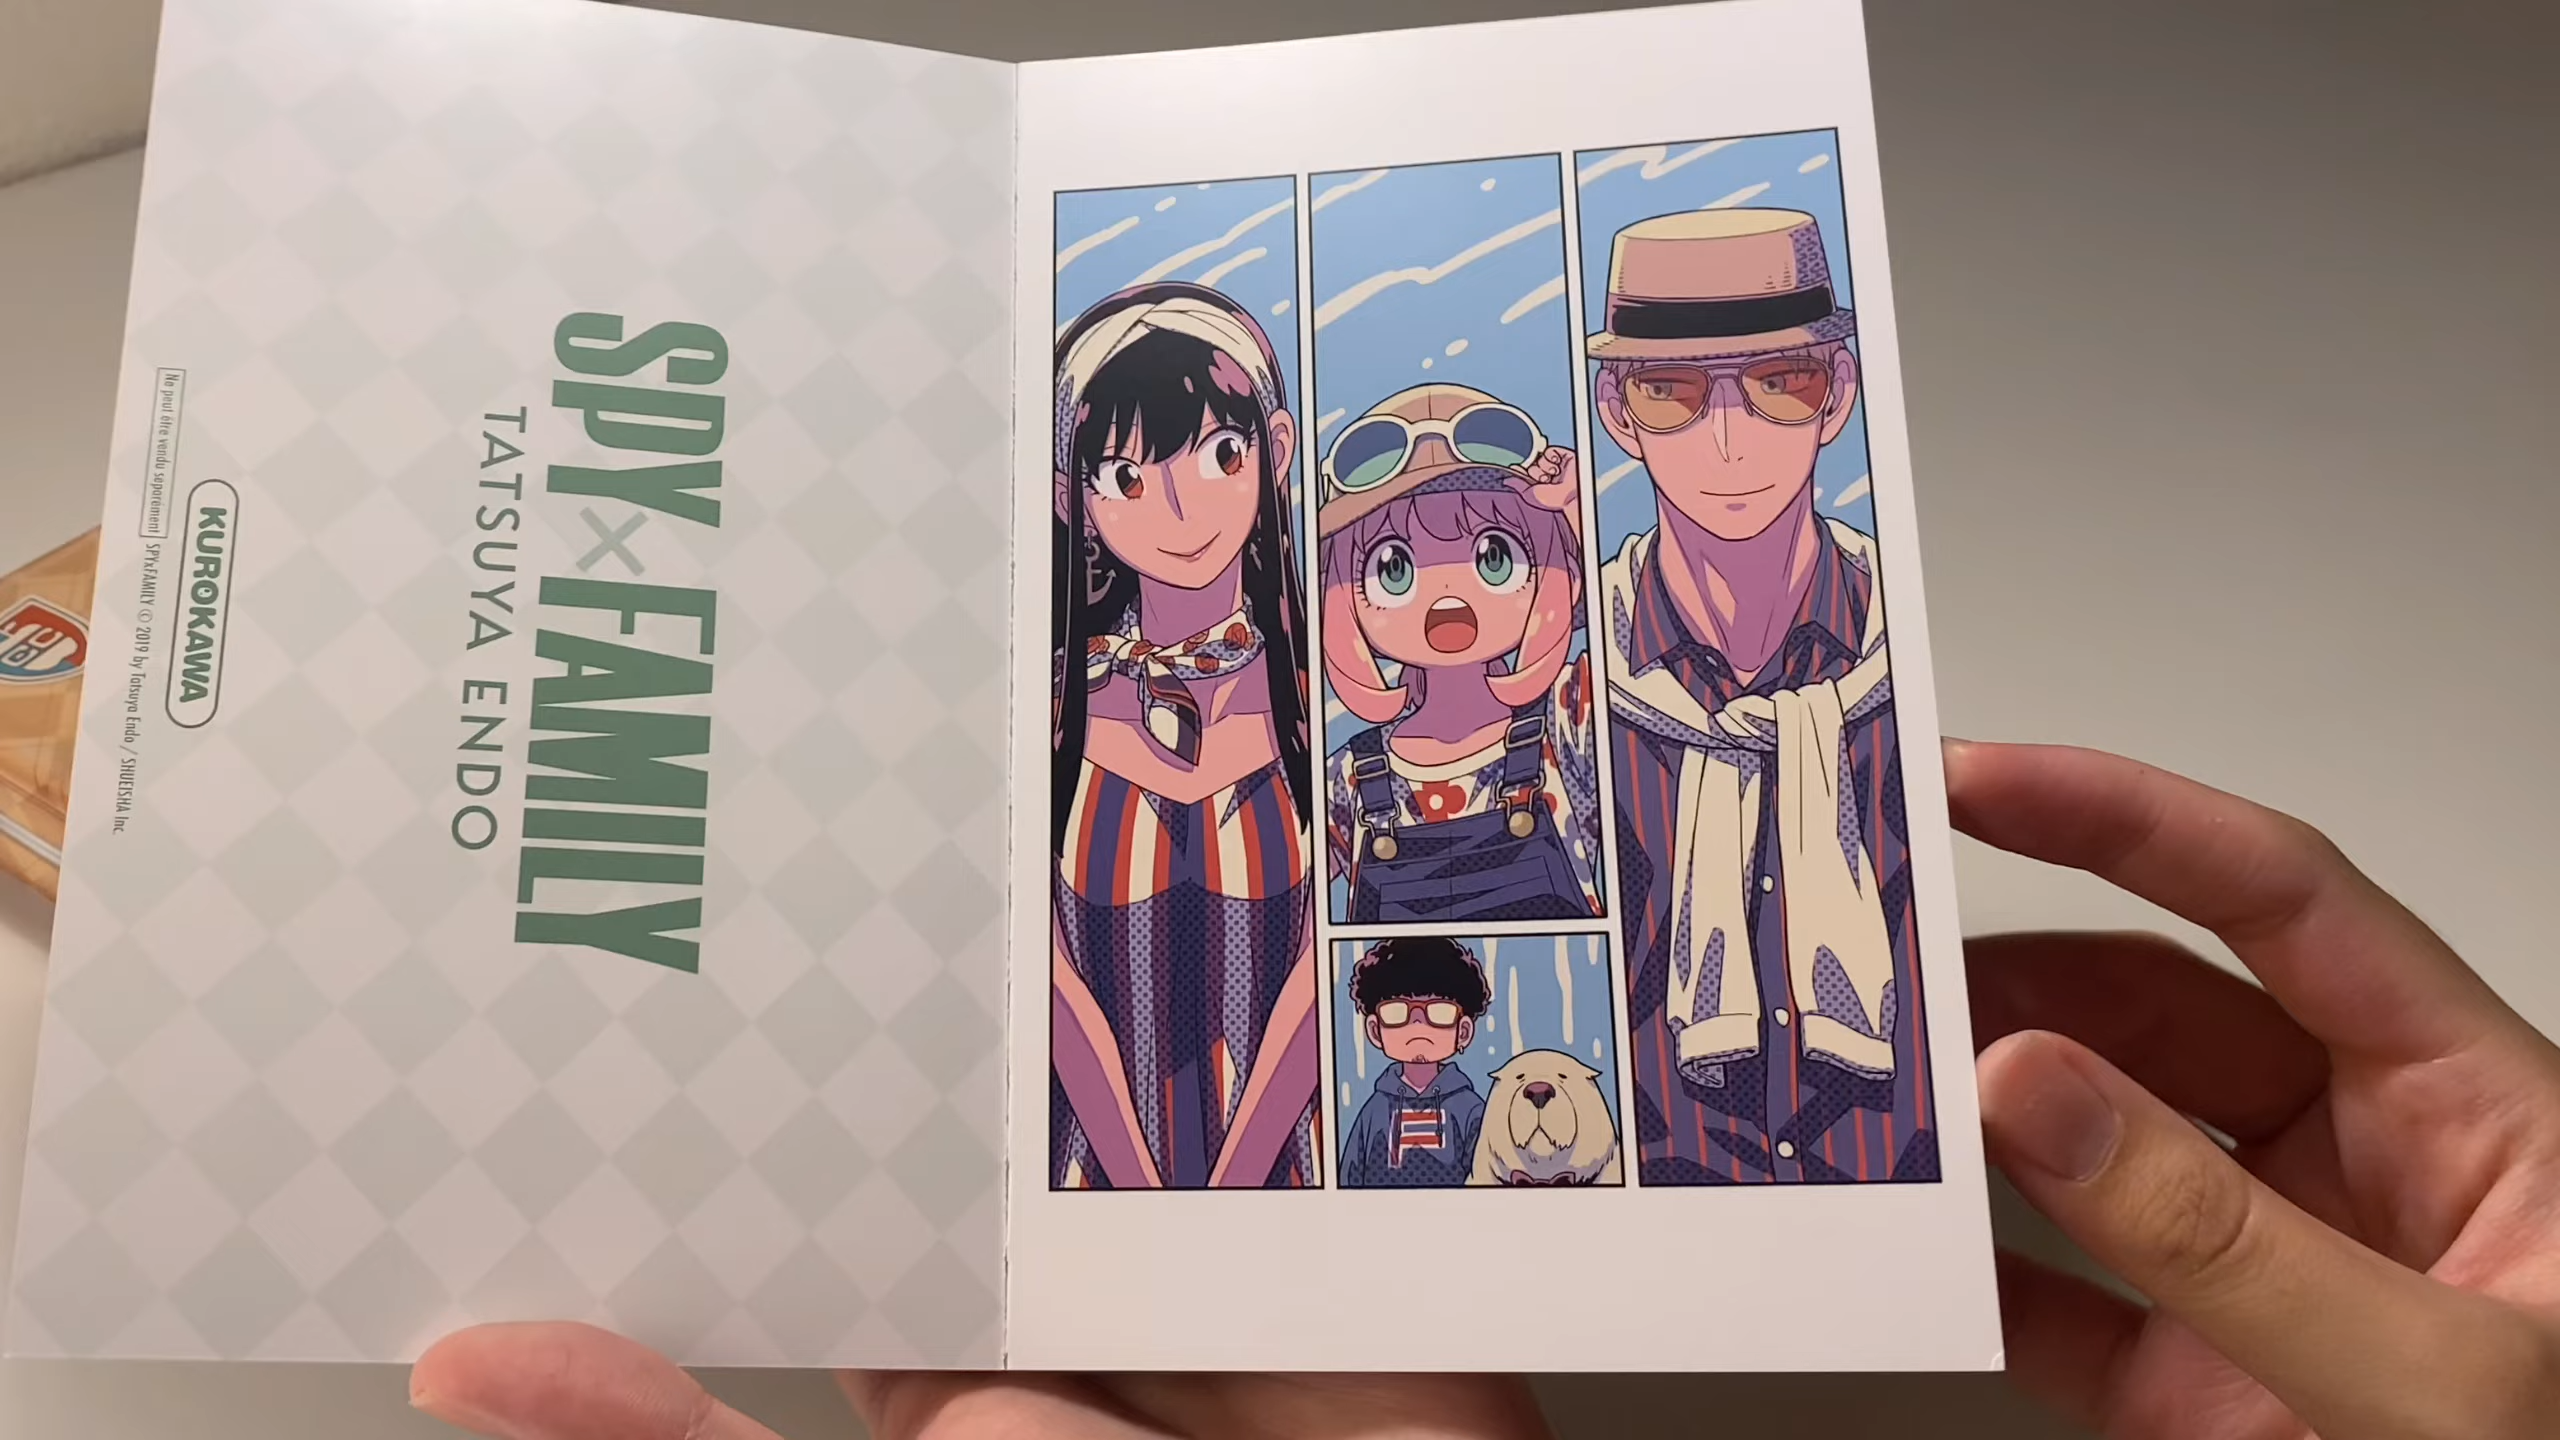 SPY×FAMILY
TATSUYA ENDO
KUROKAWA
Ne peut être vendu séparément SPYxFAMILY © 2019 by Tatsuya Endo / SHUEISHA Inc.
F